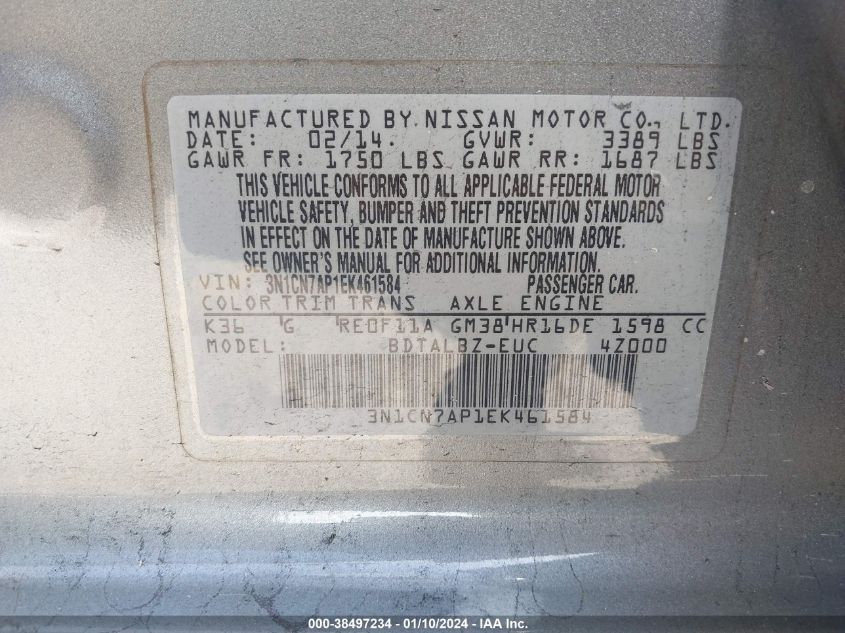 MANUFACTURED BY NISSAN MOTOR CO., LTD.
DATE: 02/14. GVWR: 3389 LBS
GAWR FR: 1750 LBS GAWR RR: 1687 LBS
THIS VEHICLE CONFORMS TO ALL APPLICABLE FEDERAL MOTOR
VEHICLE SAFETY, BUMPER AND THEFT PREVENTION STANDARDS
IN EFFECT ON THE DATE OF MANUFACTURE SHOWN ABOVE.
SEE OWNER'S MANUAL FOR ADDITIONAL INFORMATION.
VIN: 3N1CN7AP1EK461584 PASSENGER CAR.
COLOR TRIM TRANS AXLE ENGINE
K36 G RE0F11A GM38 HR16DE 1598 CC
MODEL: BDTALBZ-EUC 4Z000
3N1CN7AP1EK461584
000-38497234 - 01/10/2024 - IAA Inc.